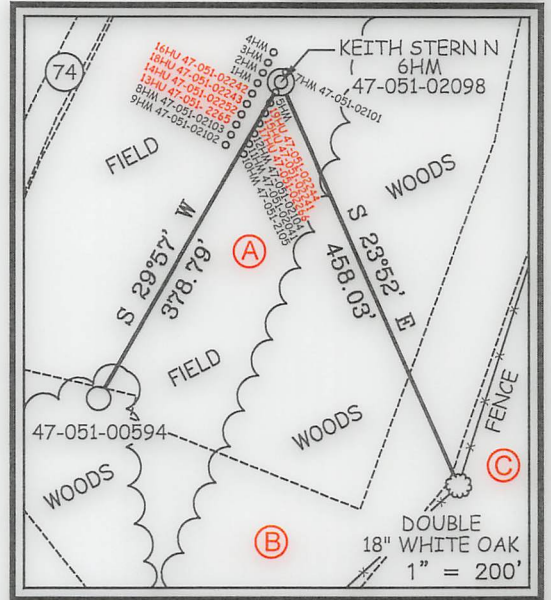 74
4HM
3HM
2HM
1HM
16HU 47-051-02242
18HU 47-051-02243
14HU 47-051-02252
13HU 47-051- 2265
8HM 47-051-02103
9HM 47-051-02102
KEITH STERN N
6HM
47-051-02098
7HM 47-051-02101
5HM
FIELD
WOODS
S 29°57' W
378.79'
A
S 23°52' E
458.03'
FIELD
WOODS
FENCE
47-051-00594
WOODS
C
B
DOUBLE
18" WHITE OAK
1" = 200'